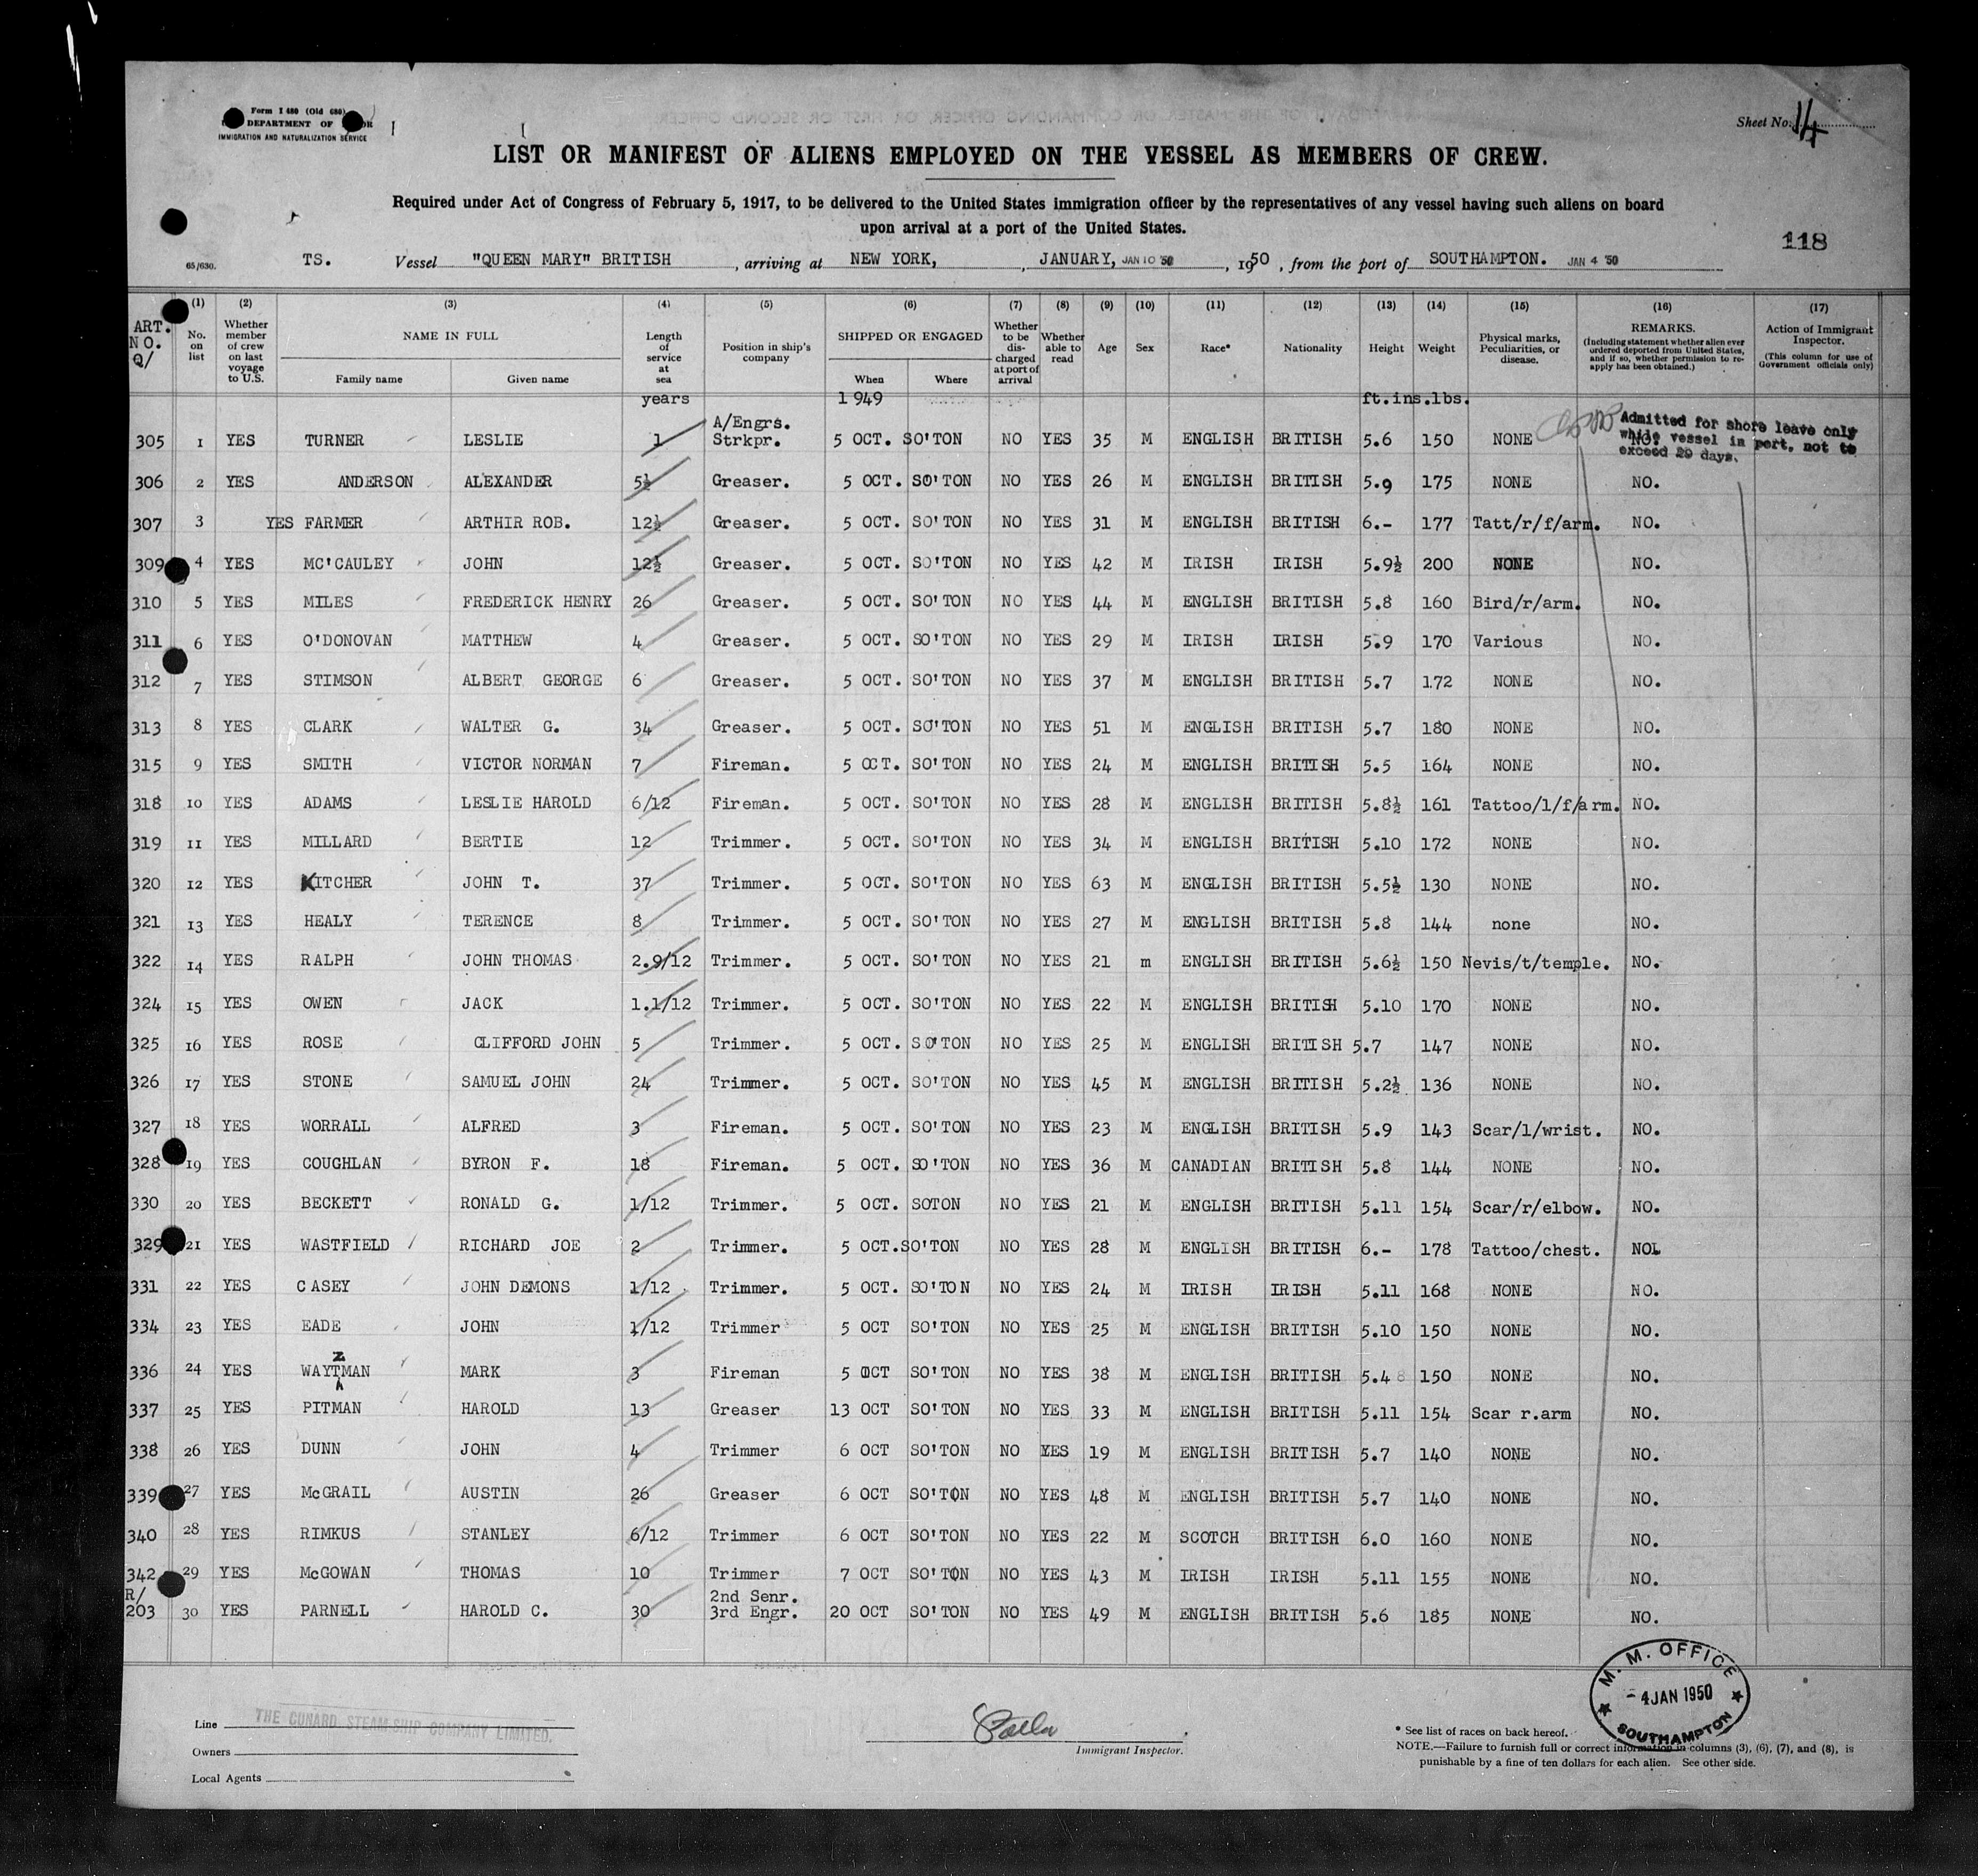 Form I 480 (Old 680)
DEPARTMENT OF
IMMIGRATION AND NATURALIZATION SERVICE
Sheet No. 14
LIST OR MANIFEST OF ALIENS EMPLOYED ON THE VESSEL AS MEMBERS OF CREW.
Required under Act of Congress of February 5, 1917, to be delivered to the United States immigration officer by the representatives of any vessel having such aliens on board
upon arrival at a port of the United States.
118
65/630. TS. Vessel "QUEEN MARY" BRITISH, arriving at NEW YORK, JANUARY, JAN 10 '50, 1950, from the port of SOUTHAMPTON. JAN 4 '50
(1) (2) (3) (4) (5) (6) (7) (8) (9) (10) (11) (12) (13) (14) (15) (16) (17)
ART. NO. Q/ No. on list Whether member of crew on last voyage to U.S. NAME IN FULL Family name Given name Length of service at sea Position in ship's company SHIPPED OR ENGAGED When Where Whether to be discharged at port of arrival Whether able to read Age Sex Race* Nationality Height Weight Physical marks, Peculiarities, or disease. REMARKS. (Including statement whether alien ever ordered deported from United States, and if so, whether permission to re-apply has been obtained.) Action of Immigrant Inspector. (This column for use of Government officials only)
years 1949 ft.ins.lbs.
Admitted for shore leave only
while vessel in port, not to
exceed 29 days.
305 1 YES TURNER LESLIE 1 A/Engrs. Strkpr. 5 OCT. SO'TON NO YES 35 M ENGLISH BRITISH 5.6 150 NONE NO.
306 2 YES ANDERSON ALEXANDER 5½ Greaser. 5 OCT. SO'TON NO YES 26 M ENGLISH BRITISH 5.9 175 NONE NO.
307 3 YES FARMER ARTHIR ROB. 12½ Greaser. 5 OCT. SO'TON NO YES 31 M ENGLISH BRITISH 6.- 177 Tatt/r/f/arm. NO.
309 4 YES MC'CAULEY JOHN 12½ Greaser. 5 OCT. SO'TON NO YES 42 M IRISH IRISH 5.9½ 200 NONE NO.
310 5 YES MILES FREDERICK HENRY 26 Greaser. 5 OCT. SO'TON NO YES 44 M ENGLISH BRITISH 5.8 160 Bird/r/arm. NO.
311 6 YES O'DONOVAN MATTHEW 4 Greaser. 5 OCT. SO'TON NO YES 29 M IRISH IRISH 5.9 170 Various NO.
312 7 YES STIMSON ALBERT GEORGE 6 Greaser. 5 OCT. SO'TON NO YES 37 M ENGLISH BRITISH 5.7 172 NONE NO.
313 8 YES CLARK WALTER G. 34 Greaser. 5 OCT. SO'TON NO YES 51 M ENGLISH BRITISH 5.7 180 NONE NO.
315 9 YES SMITH VICTOR NORMAN 7 Fireman. 5 OCT. SO'TON NO YES 24 M ENGLISH BRITISH 5.5 164 NONE NO.
318 10 YES ADAMS LESLIE HAROLD 6/12 Fireman. 5 OCT. SO'TON NO YES 28 M ENGLISH BRITISH 5.8½ 161 Tattoo/l/f/arm. NO.
319 11 YES MILLARD BERTIE 12 Trimmer. 5 OCT. SO'TON NO YES 34 M ENGLISH BRITISH 5.10 172 NONE NO.
320 12 YES KITCHER JOHN T. 37 Trimmer. 5 OCT. SO'TON NO YES 63 M ENGLISH BRITISH 5.5½ 130 NONE NO.
321 13 YES HEALY TERENCE 8 Trimmer. 5 OCT. SO'TON NO YES 27 M ENGLISH BRITISH 5.8 144 none NO.
322 14 YES RALPH JOHN THOMAS 2.9/12 Trimmer. 5 OCT. SO'TON NO YES 21 m ENGLISH BRITISH 5.6½ 150 Nevis/t/temple. NO.
324 15 YES OWEN JACK 1.1/12 Trimmer. 5 OCT. SO'TON NO YES 22 M ENGLISH BRITISH 5.10 170 NONE NO.
325 16 YES ROSE CLIFFORD JOHN 5 Trimmer. 5 OCT. SO'TON NO YES 25 M ENGLISH BRITISH 5.7 147 NONE NO.
326 17 YES STONE SAMUEL JOHN 24 Trimmer. 5 OCT. SO'TON NO YES 45 M ENGLISH BRITISH 5.2½ 136 NONE NO.
327 18 YES WORRALL ALFRED 3 Fireman. 5 OCT. SO'TON NO YES 23 M ENGLISH BRITISH 5.9 143 Scar/l/wrist. NO.
328 19 YES COUGHLAN BYRON F. 18 Fireman. 5 OCT. SO'TON NO YES 36 M CANADIAN BRITISH 5.8 144 NONE NO.
330 20 YES BECKETT RONALD G. 1/12 Trimmer. 5 OCT. SOTON NO YES 21 M ENGLISH BRITISH 5.11 154 Scar/r/elbow. NO.
329 21 YES WASTFIELD RICHARD JOE 2 Trimmer. 5 OCT. SO'TON NO YES 28 M ENGLISH BRITISH 6.- 178 Tattoo/chest. NOL
331 22 YES CASEY JOHN DEMONS 1/12 Trimmer. 5 OCT. SO'TON NO YES 24 M IRISH IRISH 5.11 168 NONE NO.
334 23 YES EADE JOHN 1/12 Trimmer 5 OCT SO'TON NO YES 25 M ENGLISH BRITISH 5.10 150 NONE NO.
336 24 YES WAYTZMAN MARK 3 Fireman 5 OCT SO'TON NO YES 38 M ENGLISH BRITISH 5.4 8 150 NONE NO.
337 25 YES PITMAN HAROLD 13 Greaser 13 OCT SO'TON NO YES 33 M ENGLISH BRITISH 5.11 154 Scar r.arm NO.
338 26 YES DUNN JOHN 4 Trimmer 6 OCT SO'TON NO YES 19 M ENGLISH BRITISH 5.7 140 NONE NO.
339 27 YES McGRAIL AUSTIN 26 Greaser 6 OCT SO'TON NO YES 48 M ENGLISH BRITISH 5.7 140 NONE NO.
340 28 YES RIMKUS STANLEY 6/12 Trimmer 6 OCT SO'TON NO YES 22 M SCOTCH BRITISH 6.0 160 NONE NO.
342 29 YES McGOWAN THOMAS 10 Trimmer 7 OCT SO'TON NO YES 43 M IRISH IRISH 5.11 155 NONE NO.
R/ 203 30 YES PARNELL HAROLD C. 30 2nd Senr. 3rd Engr. 20 OCT SO'TON NO YES 49 M ENGLISH BRITISH 5.6 185 NONE NO.
M. M. OFFICE
- 4 JAN 1950
SOUTHAMPTON
Line THE CUNARD STEAM-SHIP COMPANY LIMITED.
Owners
Local Agents
Immigrant Inspector.
* See list of races on back hereof.
NOTE.—Failure to furnish full or correct information in columns (3), (6), (7), and (8), is
punishable by a fine of ten dollars for each alien. See other side.